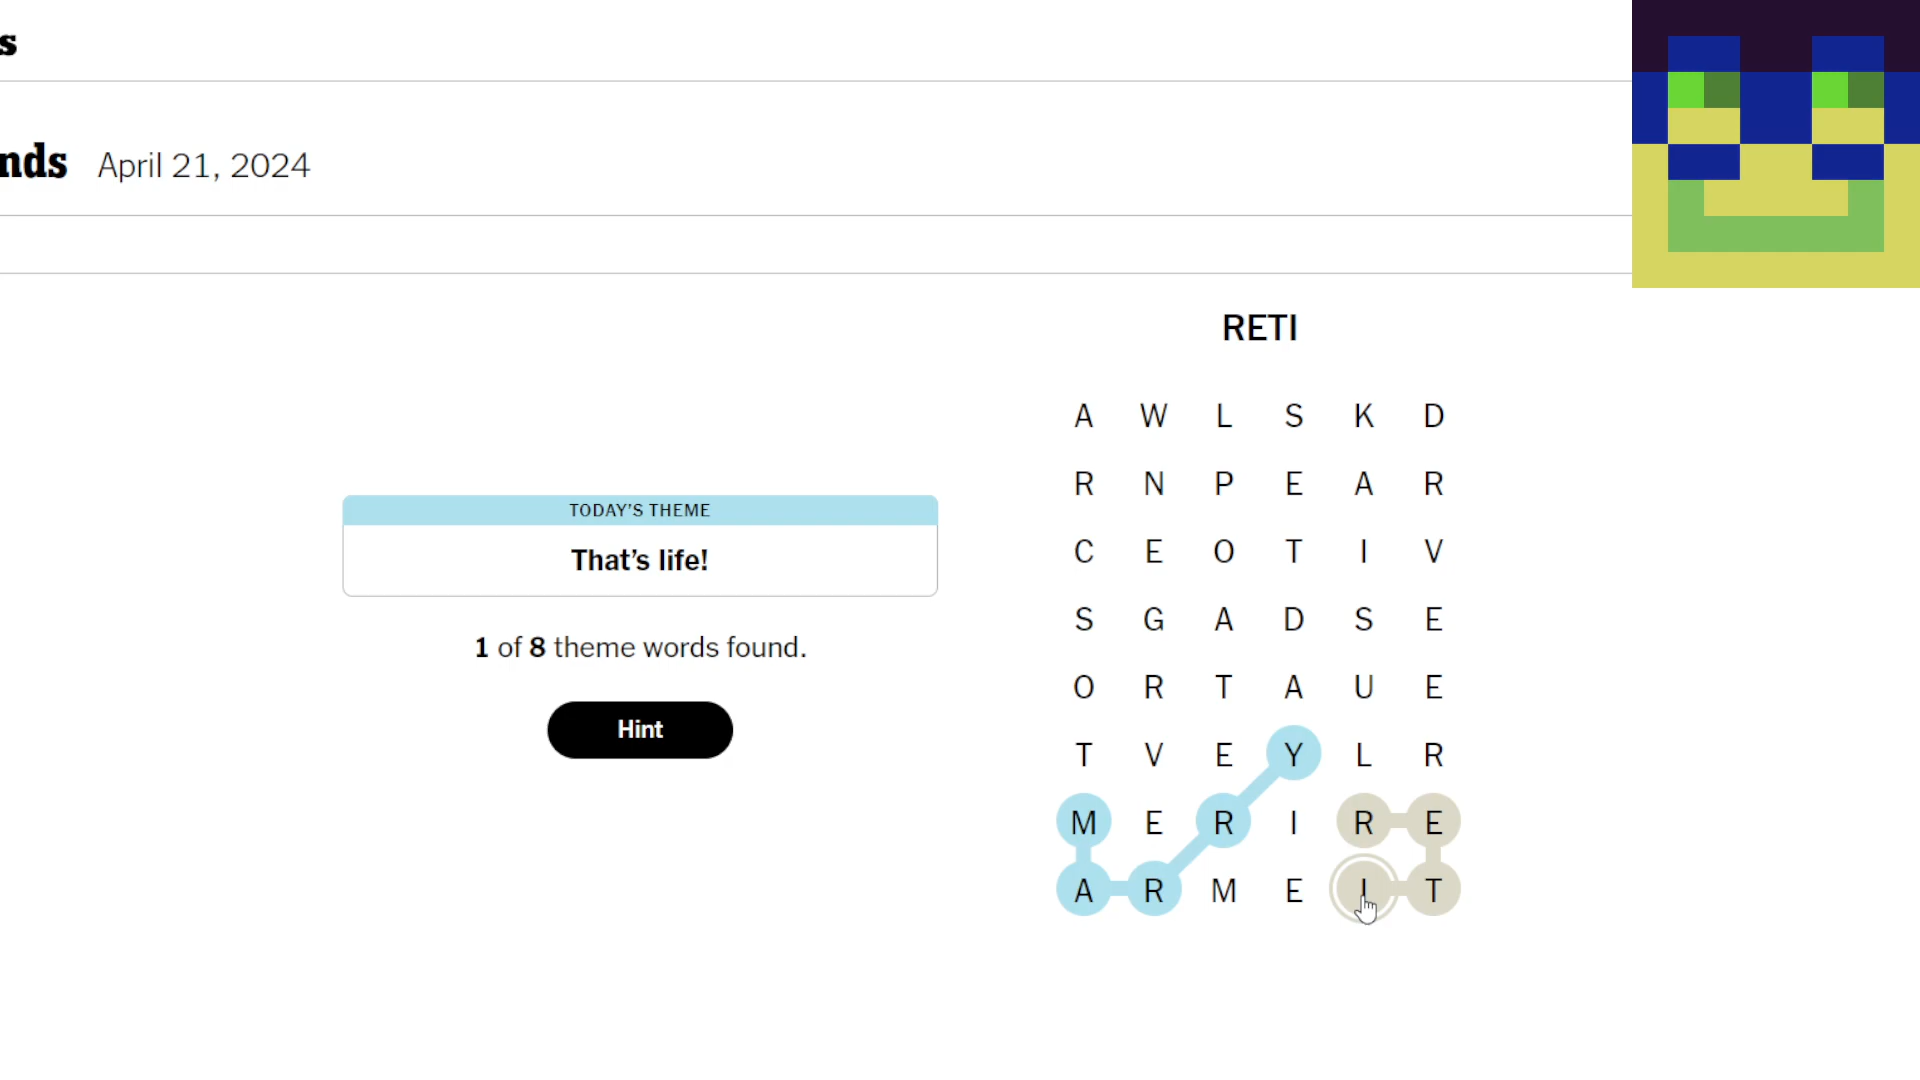 s
nds April 21, 2024
RETI
A W L S K D
R N P E A R
C E O T I V
S G A D S E
O R T A U E
T V E Y L R
M E R I R E
A R M E I T
TODAY'S THEME
That's life!
1 of 8 theme words found.
Hint